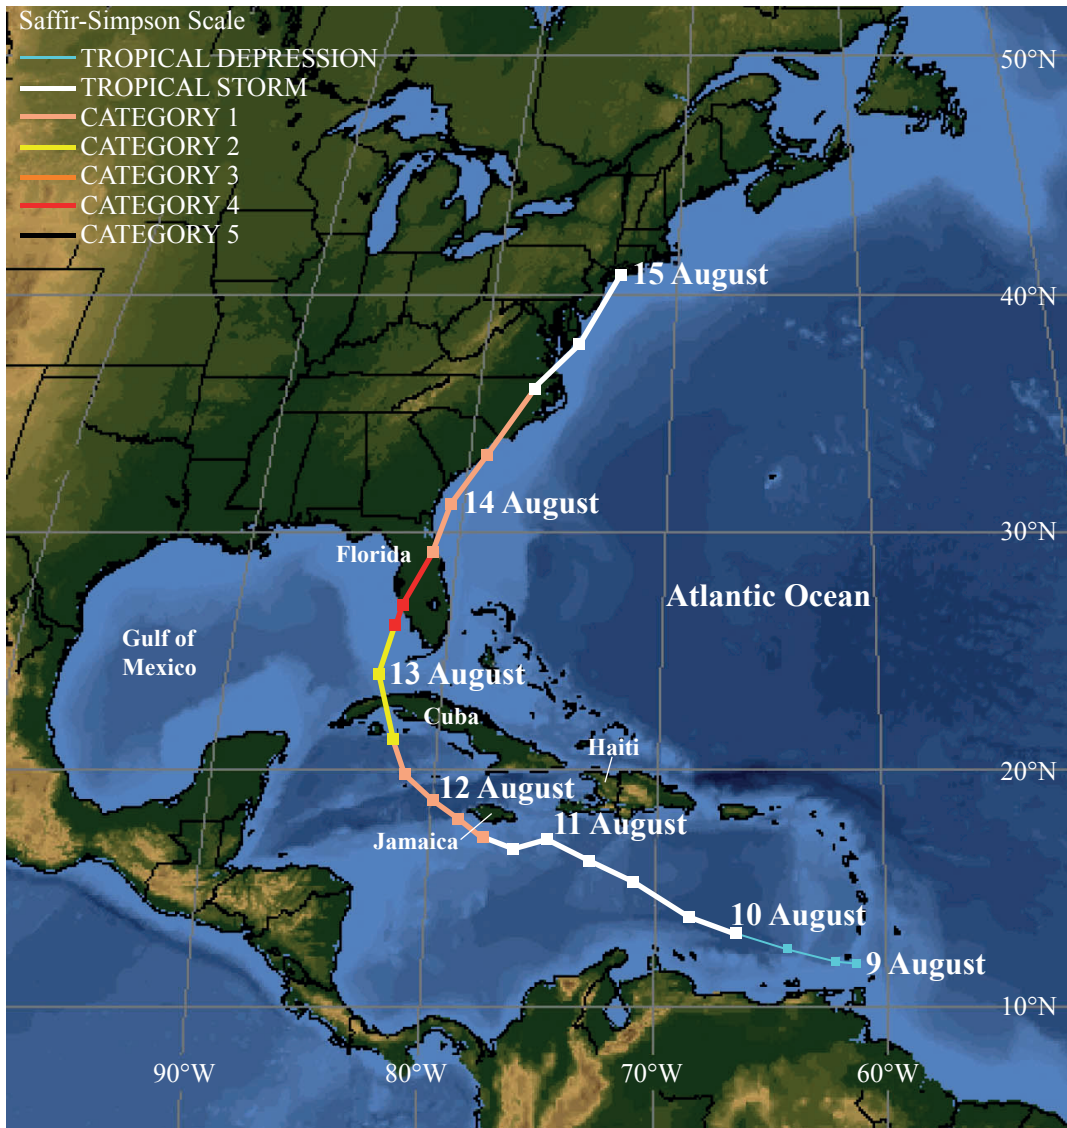 Saffir-Simpson Scale
TROPICAL DEPRESSION
TROPICAL STORM
CATEGORY 1
CATEGORY 2
CATEGORY 3
CATEGORY 4
CATEGORY 5
50°N
15 August
40°N
14 August
30°N
Florida
Atlantic Ocean
Gulf of
Mexico
13 August
Cuba
Haiti
20°N
12 August
11 August
Jamaica
10 August
9 August
10°N
90°W
80°W
70°W
60°W